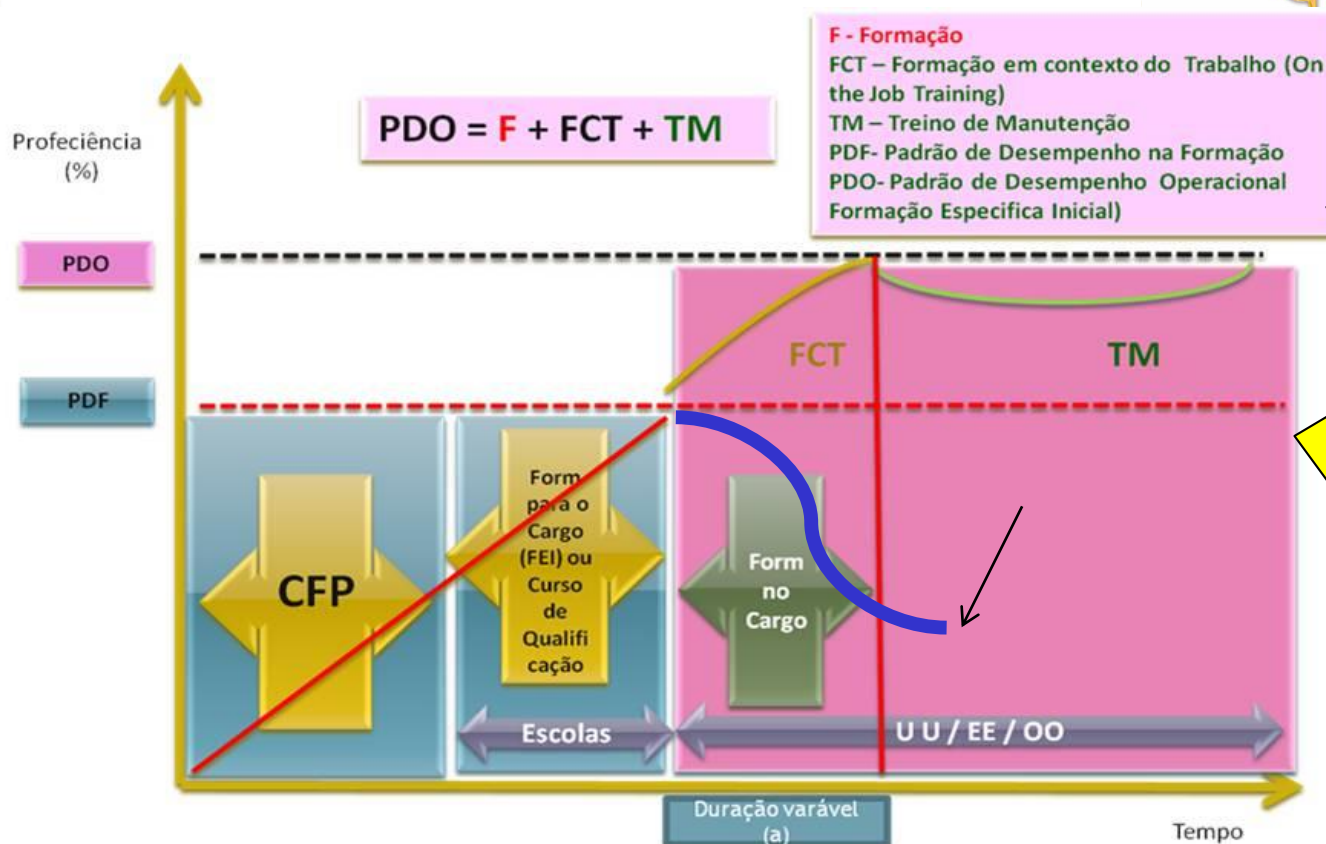 F - Formação
FCT – Formação em contexto do Trabalho (On
the Job Training)
TM – Treino de Manutenção
PDF- Padrão de Desempenho na Formação
PDO- Padrão de Desempenho Operacional
Formação Especifica Inicial)
PDO = F + FCT + TM
Profeciência
(%)
PDO
FCT
TM
PDF
CFP
Form
para o
Cargo
(FEI) ou
Curso
de
Qualifi
cação
Form
no
Cargo
Escolas
U U / EE / OO
Duração varável
(a)
Tempo